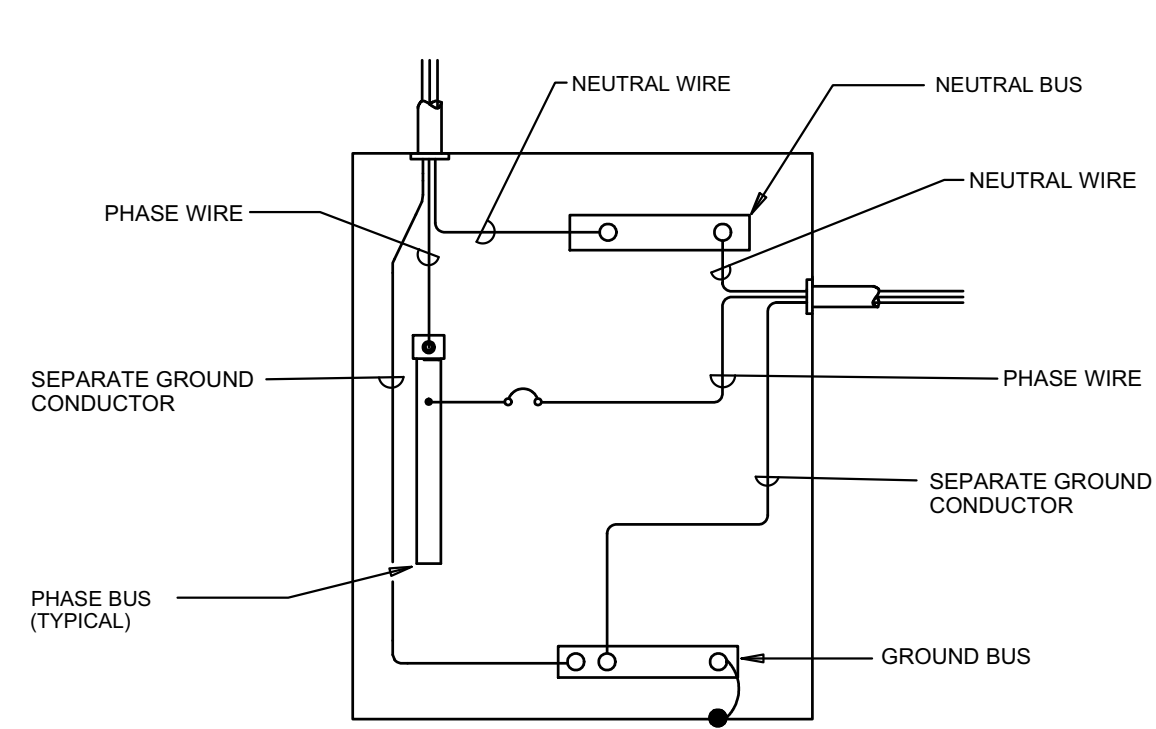 NEUTRAL WIRE
NEUTRAL BUS
NEUTRAL WIRE
PHASE WIRE
SEPARATE GROUND
CONDUCTOR
PHASE WIRE
SEPARATE GROUND
CONDUCTOR
PHASE BUS
(TYPICAL)
GROUND BUS